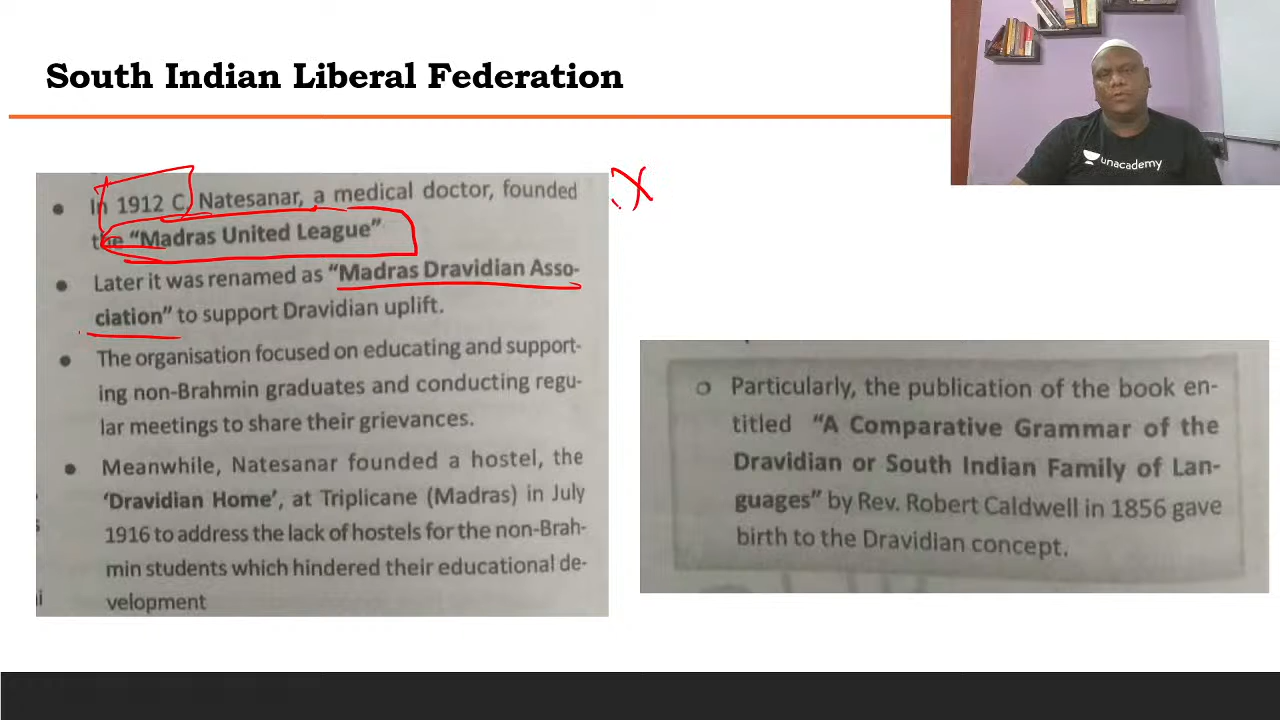 South Indian Liberal Federation
unacademy
• In 1912 C. Natesanar, a medical doctor, founded
the “Madras United League”
• Later it was renamed as “Madras Dravidian Asso-
ciation” to support Dravidian uplift.
• The organisation focused on educating and support-
ing non-Brahmin graduates and conducting regu-
lar meetings to share their grievances.
• Meanwhile, Natesanar founded a hostel, the
‘Dravidian Home’, at Triplicane (Madras) in July
1916 to address the lack of hostels for the non-Brah-
min students which hindered their educational de-
velopment
X
o Particularly, the publication of the book en-
titled “A Comparative Grammar of the
Dravidian or South Indian Family of Lan-
guages” by Rev. Robert Caldwell in 1856 gave
birth to the Dravidian concept.